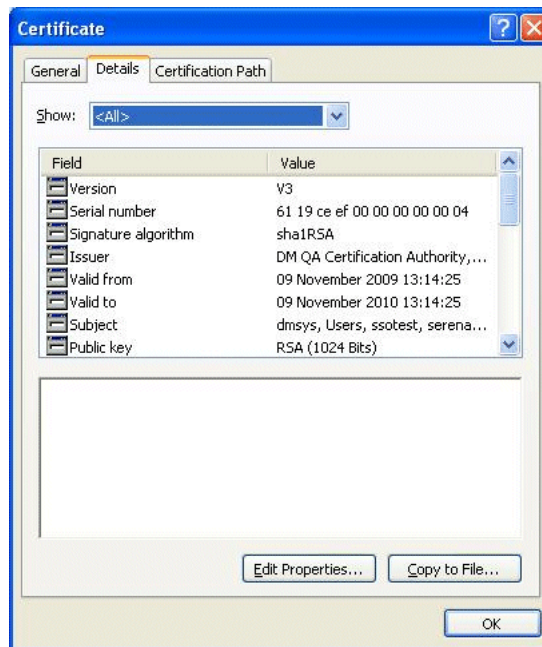 Certificate
General Details Certification Path
Show: <All>
Field Value
Version V3
Serial number 61 19 ce ef 00 00 00 00 00 04
Signature algorithm sha1RSA
Issuer DM QA Certification Authority,...
Valid from 09 November 2009 13:14:25
Valid to 09 November 2010 13:14:25
Subject dmsys, Users, ssotest, serena...
Public key RSA (1024 Bits)
Edit Properties... Copy to File...
OK